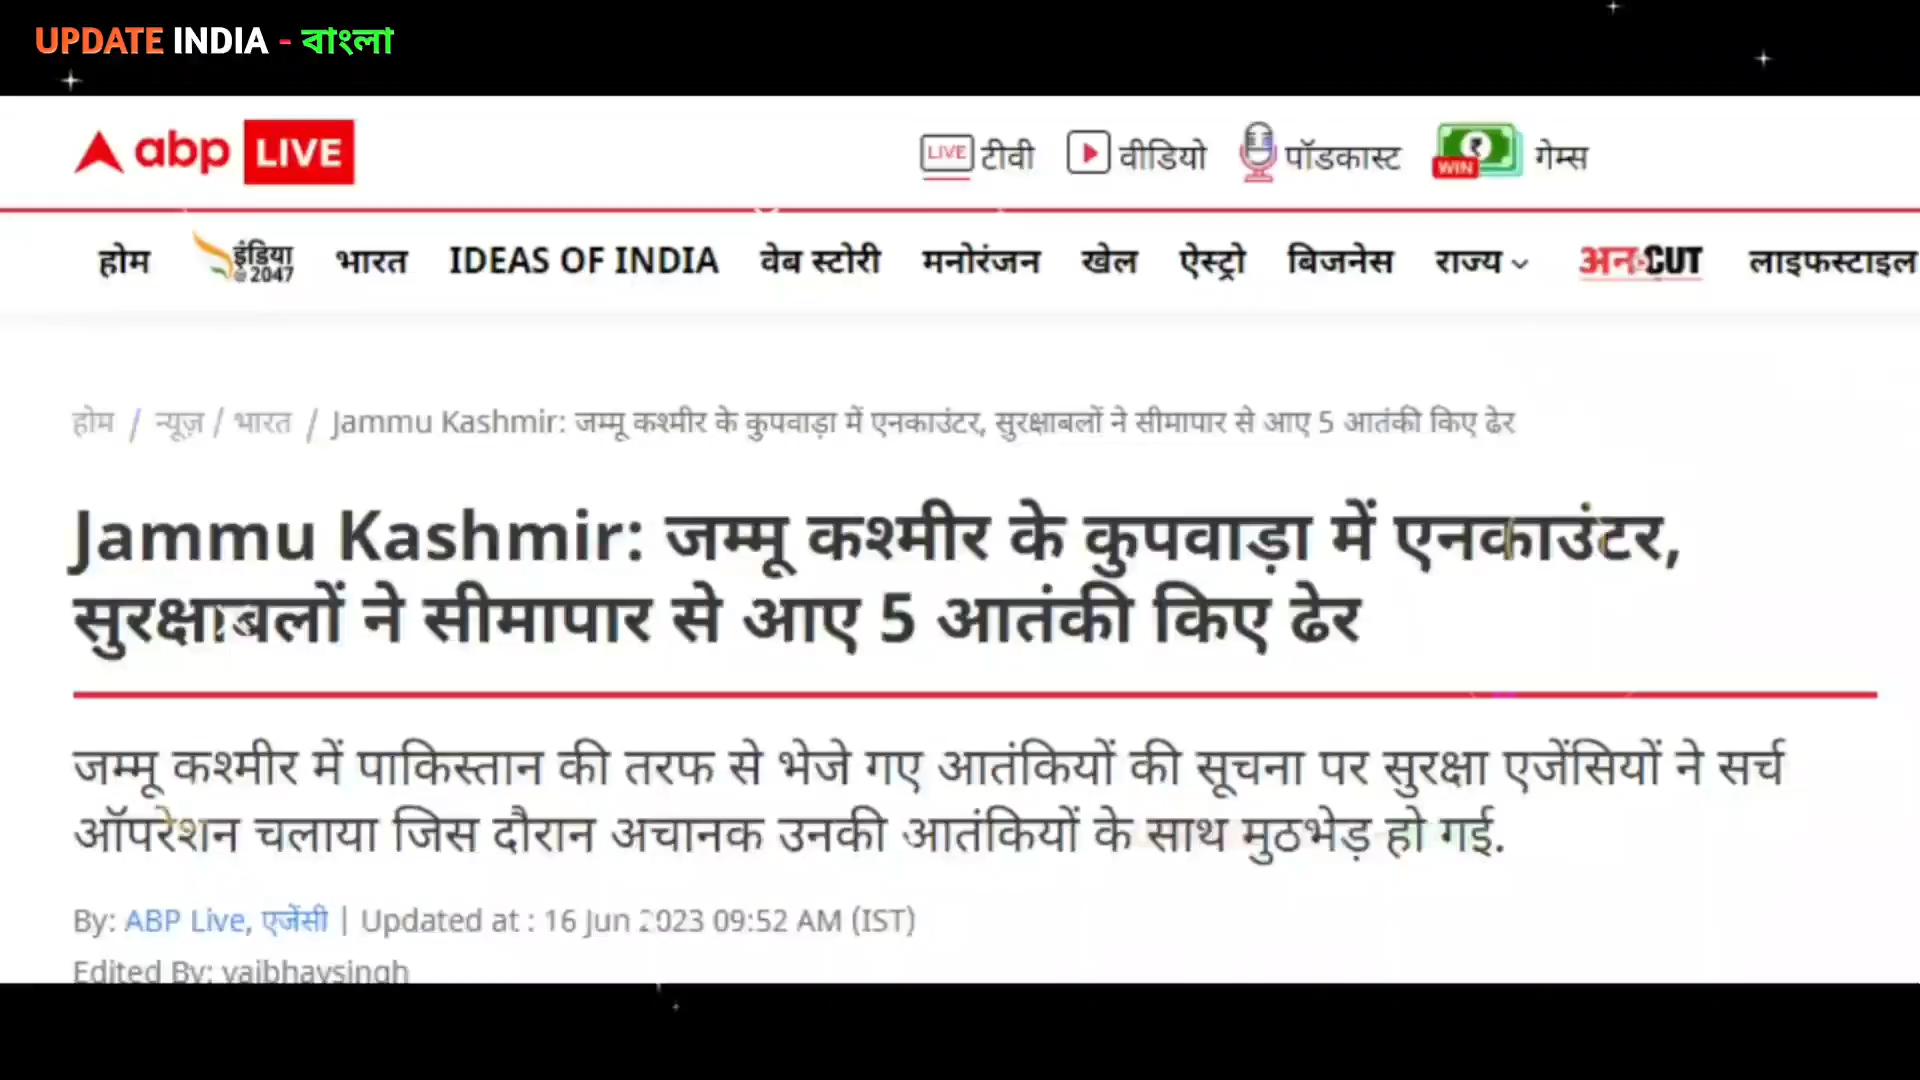 UPDATE INDIA - বাংলা
abp LIVE
LIVE टीवी वीडियो पॉडकास्ट WIN गेम्स
होम इंडिया @ 2047 भारत IDEAS OF INDIA वेब स्टोरी मनोरंजन खेल ऐस्ट्रो बिजनेस राज्य अनCUT लाइफस्टाइल
होम / न्यूज़ / भारत / Jammu Kashmir: जम्मू कश्मीर के कुपवाड़ा में एनकाउंटर, सुरक्षाबलों ने सीमापार से आए 5 आतंकी किए ढेर
Jammu Kashmir: जम्मू कश्मीर के कुपवाड़ा में एनकाउंटर,
सुरक्षाबलों ने सीमापार से आए 5 आतंकी किए ढेर
जम्मू कश्मीर में पाकिस्तान की तरफ से भेजे गए आतंकियों की सूचना पर सुरक्षा एजेंसियों ने सर्च
ऑपरेशन चलाया जिस दौरान अचानक उनकी आतंकियों के साथ मुठभेड़ हो गई.
By: ABP Live, एजेंसी | Updated at : 16 Jun 2023 09:52 AM (IST)
Edited By: vaibhavsingh